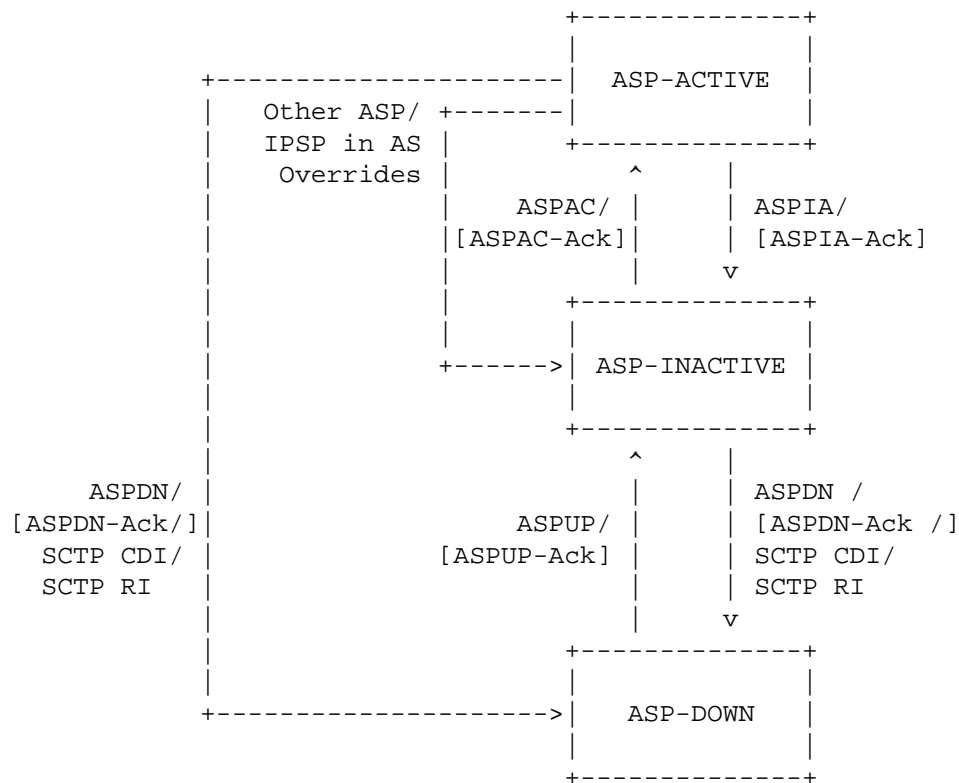 ASP-ACTIVE
Other ASP/
IPSP in AS
Overrides
ASPAC/
[ASPAC-Ack]
ASPIA/
[ASPIA-Ack]
ASP-INACTIVE
ASPDN/
[ASPDN-Ack/]
SCTP CDI/
SCTP RI
ASPUP/
[ASPUP-Ack]
ASPDN /
[ASPDN-Ack /]
SCTP CDI/
SCTP RI
ASP-DOWN